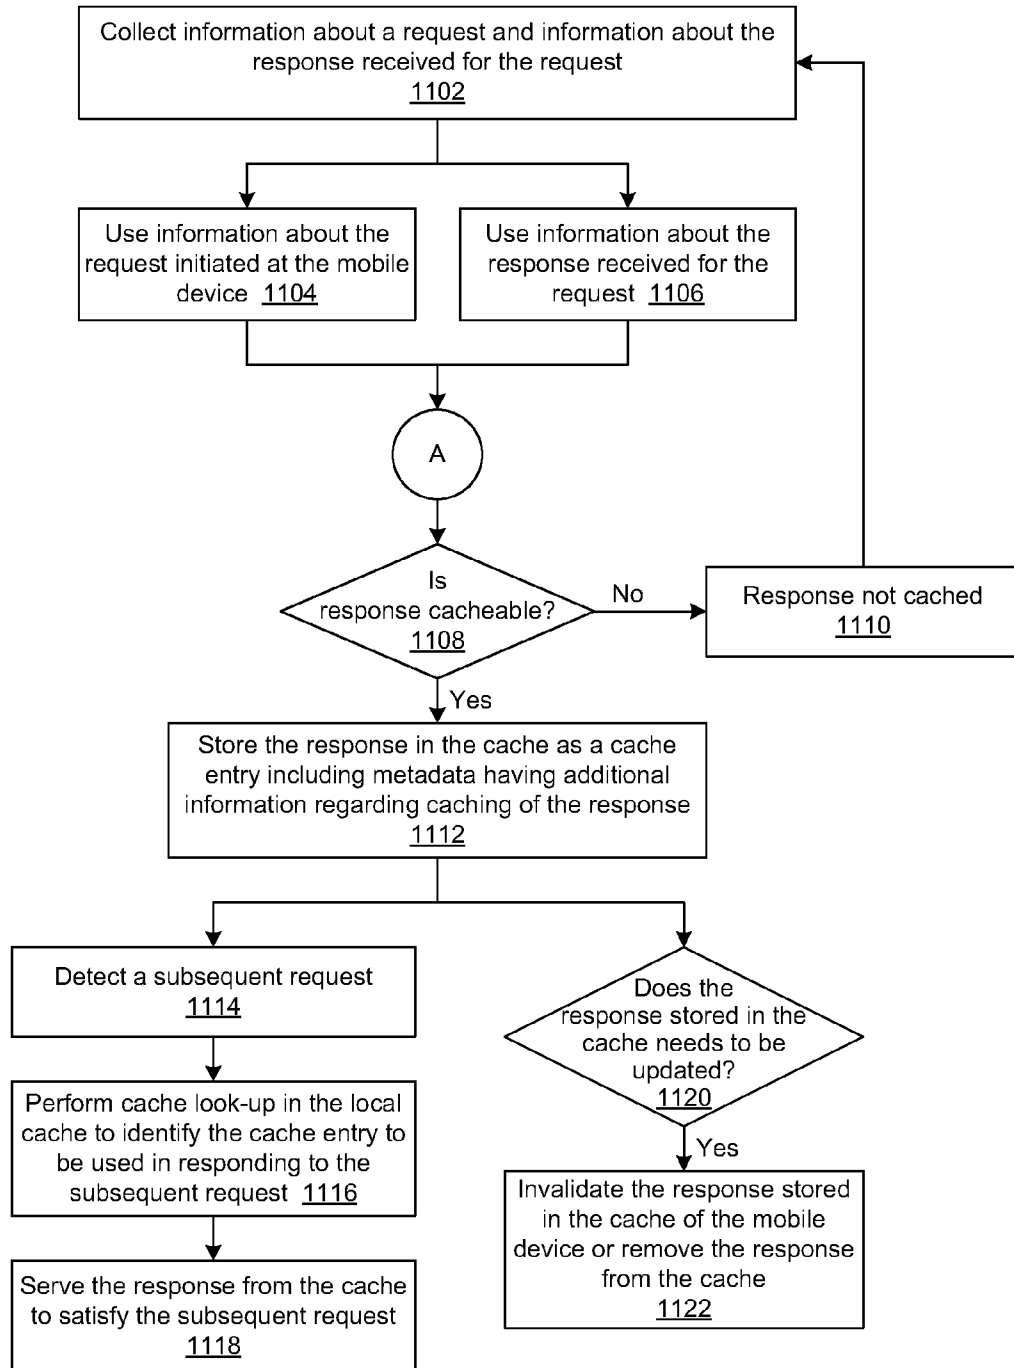 Collect information about a request and information about the
response received for the request
1102
Use information about the
request initiated at the mobile
device 1104
Use information about the
response received for the
request 1106
A
Is
response cacheable?
1108
No
Response not cached
1110
Yes
Store the response in the cache as a cache
entry including metadada having additional
information regarding caching of the response
1112
Detect a subsequent request
1114
Does the
response stored in the
cache needs to be
updated?
1120
Perform cache look-up in the local
cache to identify the cache entry to
be used in responding to the
subsequent request 1116
Yes
Invalidate the response stored
in the cache of the mobile
device or remove the response
from the cache
1122
Serve the response from the cache
to satisfy the subsequent request
1118